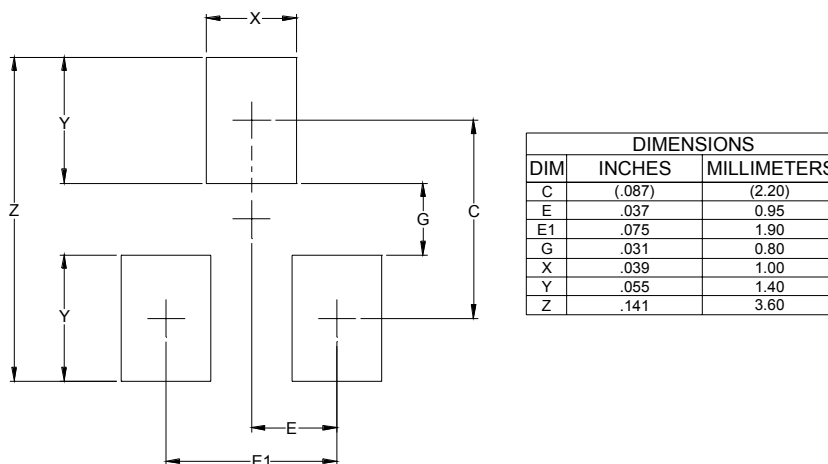 X
Y
Z
G
C
Y
E
E1
DIMENSIONS
DIM INCHES MILLIMETERS
C (.087) (2.20)
E .037 0.95
E1 .075 1.90
G .031 0.80
X .039 1.00
Y .055 1.40
Z .141 3.60